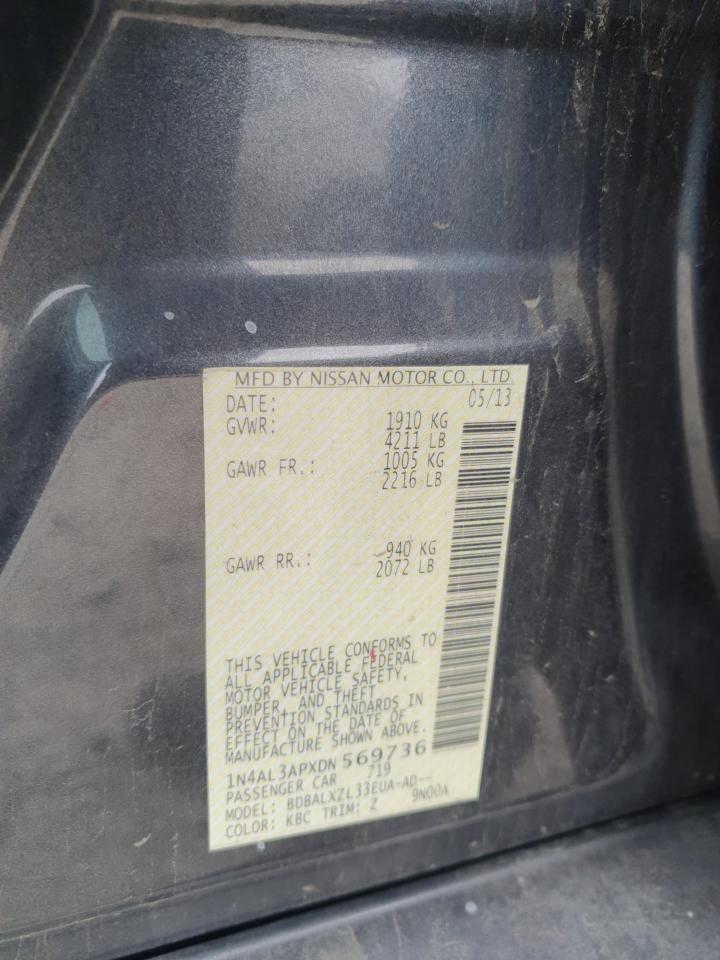 MFD BY NISSAN MOTOR CO., LTD.
DATE: 05/13
GVWR: 1910 KG
4211 LB
GAWR FR.: 1005 KG
2216 LB
GAWR RR.: 940 KG
2072 LB
THIS VEHICLE CONFORMS TO
ALL APPLICABLE FEDERAL
MOTOR VEHICLE SAFETY,
BUMPER, AND THEFT
PREVENTION STANDARDS IN
EFFECT ON THE DATE OF
MANUFACTURE SHOWN ABOVE.
1N4AL3APXDN 569736
PASSENGER CAR 719
MODEL: BDBALXZL33EUA-AD--
COLOR: KBC TRIM: Z 9N00A